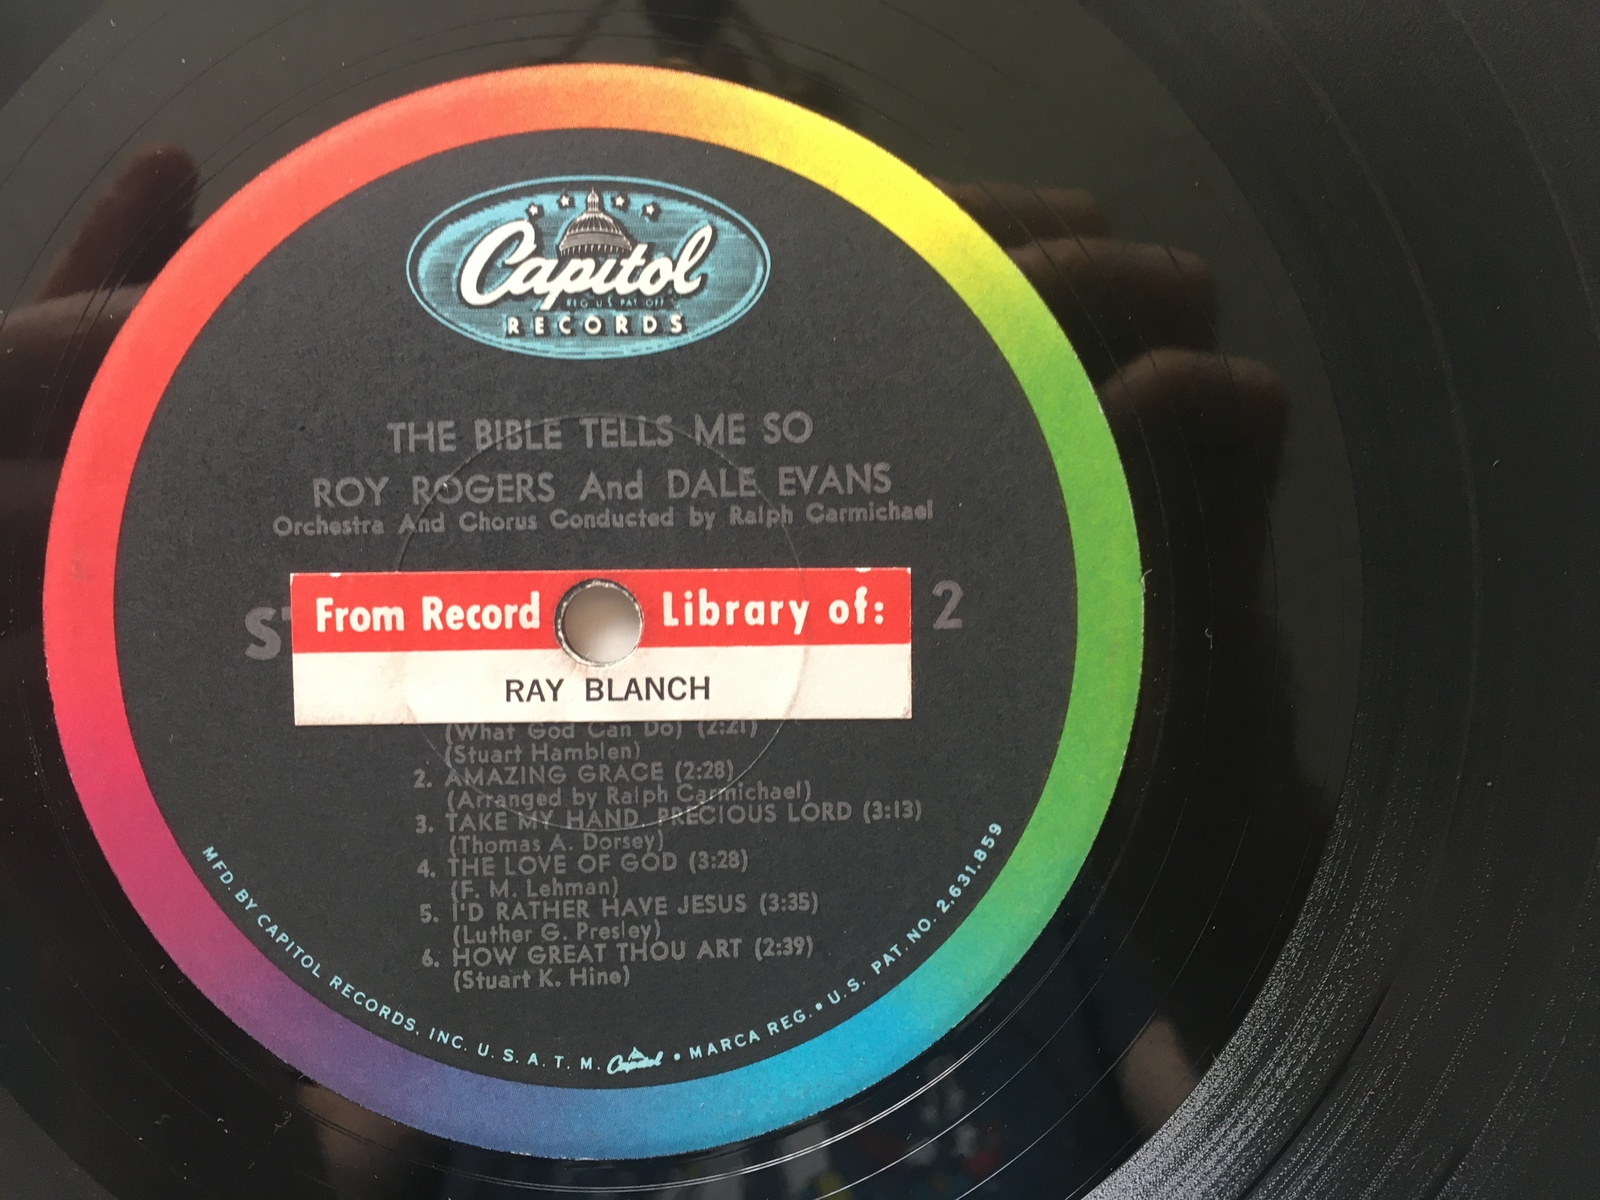 Capitol
REG. U.S. PAT. OFF.
RECORDS
THE BIBLE TELLS ME SO
ROY ROGERS And DALE EVANS
Orchestra And Chorus Conducted by Ralph Carmichael
2
From Record Library of:
RAY BLANCH
(What God Can Do) (2:21)
(Stuart Hamblen)
2. AMAZING GRACE (2:28)
(Arranged by Ralph Carmichael)
3. TAKE MY HAND, PRECIOUS LORD (3:13)
(Thomas A. Dorsey)
4. THE LOVE OF GOD (3:28)
(F. M. Lehman)
5. I'D RATHER HAVE JESUS (3:35)
(Luther G. Presley)
6. HOW GREAT THOU ART (2:39)
(Stuart K. Hine)
MFD. BY CAPITOL RECORDS, INC. U.S.A. T.M. Capitol • MARCA REG. • U.S. PAT. NO. 2,631,859